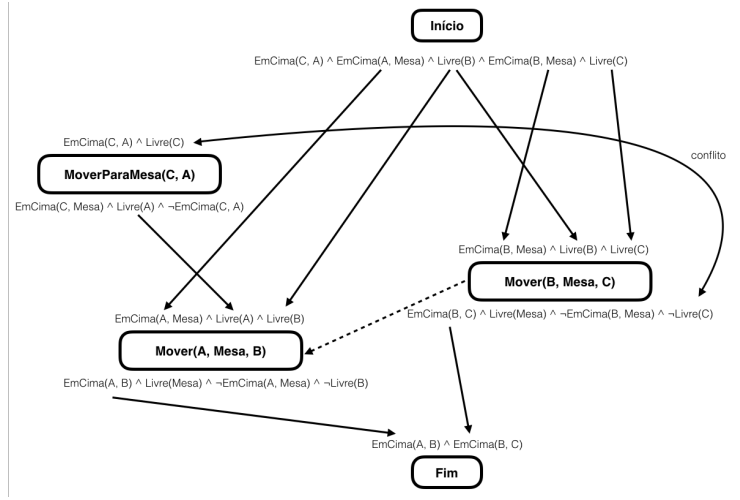 Início
EmCima(C, A) ^ EmCima(A, Mesa) ^ Livre(B) ^ EmCima(B, Mesa) ^ Livre(C)
EmCima(C, A) ^ Livre(C)
conflito
MoverParaMesa(C, A)
EmCima(C, Mesa) ^ Livre(A) ^ ¬EmCima(C, A)
EmCima(B, Mesa) ^ Livre(B) ^ Livre(C)
Mover(B, Mesa, C)
EmCima(B, C) ^ Livre(Mesa) ^ ¬EmCima(B, Mesa) ^ ¬Livre(C)
EmCima(A, Mesa) ^ Livre(A) ^ Livre(B)
Mover(A, Mesa, B)
EmCima(A, B) ^ Livre(Mesa) ^ ¬EmCima(A, Mesa) ^ ¬Livre(B)
EmCima(A, B) ^ EmCima(B, C)
Fim